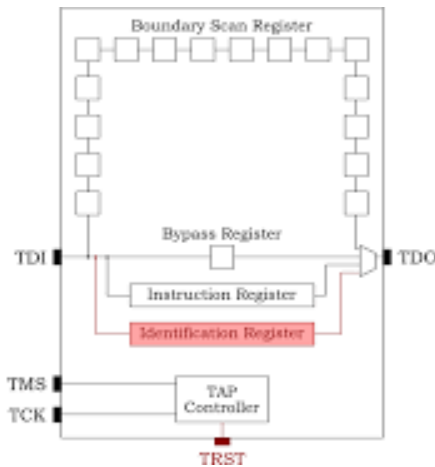 Boundary Scan Register
Bypass Register
TDI
TDO
Instruction Register
Identification Register
TMS
TAP
Controller
TCK
TRST